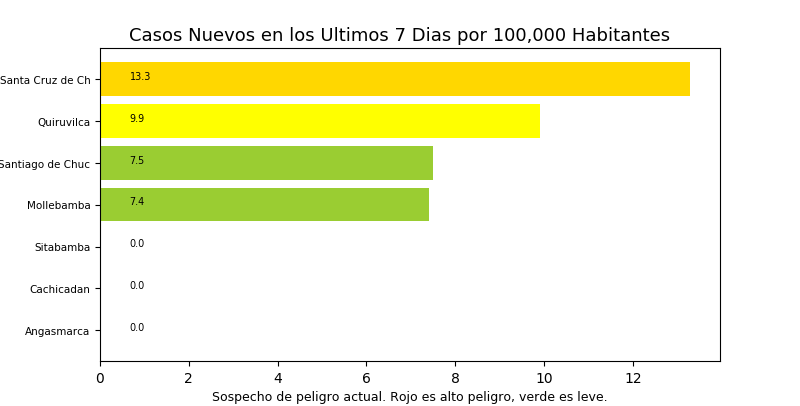 Casos Nuevos en los Ultimos 7 Dias por 100,000 Habitantes
Santa Cruz de Ch 13.3
Quiruvilca 9.9
Santiago de Chuc 7.5
Mollebamba 7.4
Sitabamba 0.0
Cachicadan 0.0
Angasmarca 0.0
0 2 4 6 8 10 12
Sospecho de peligro actual. Rojo es alto peligro, verde es leve.